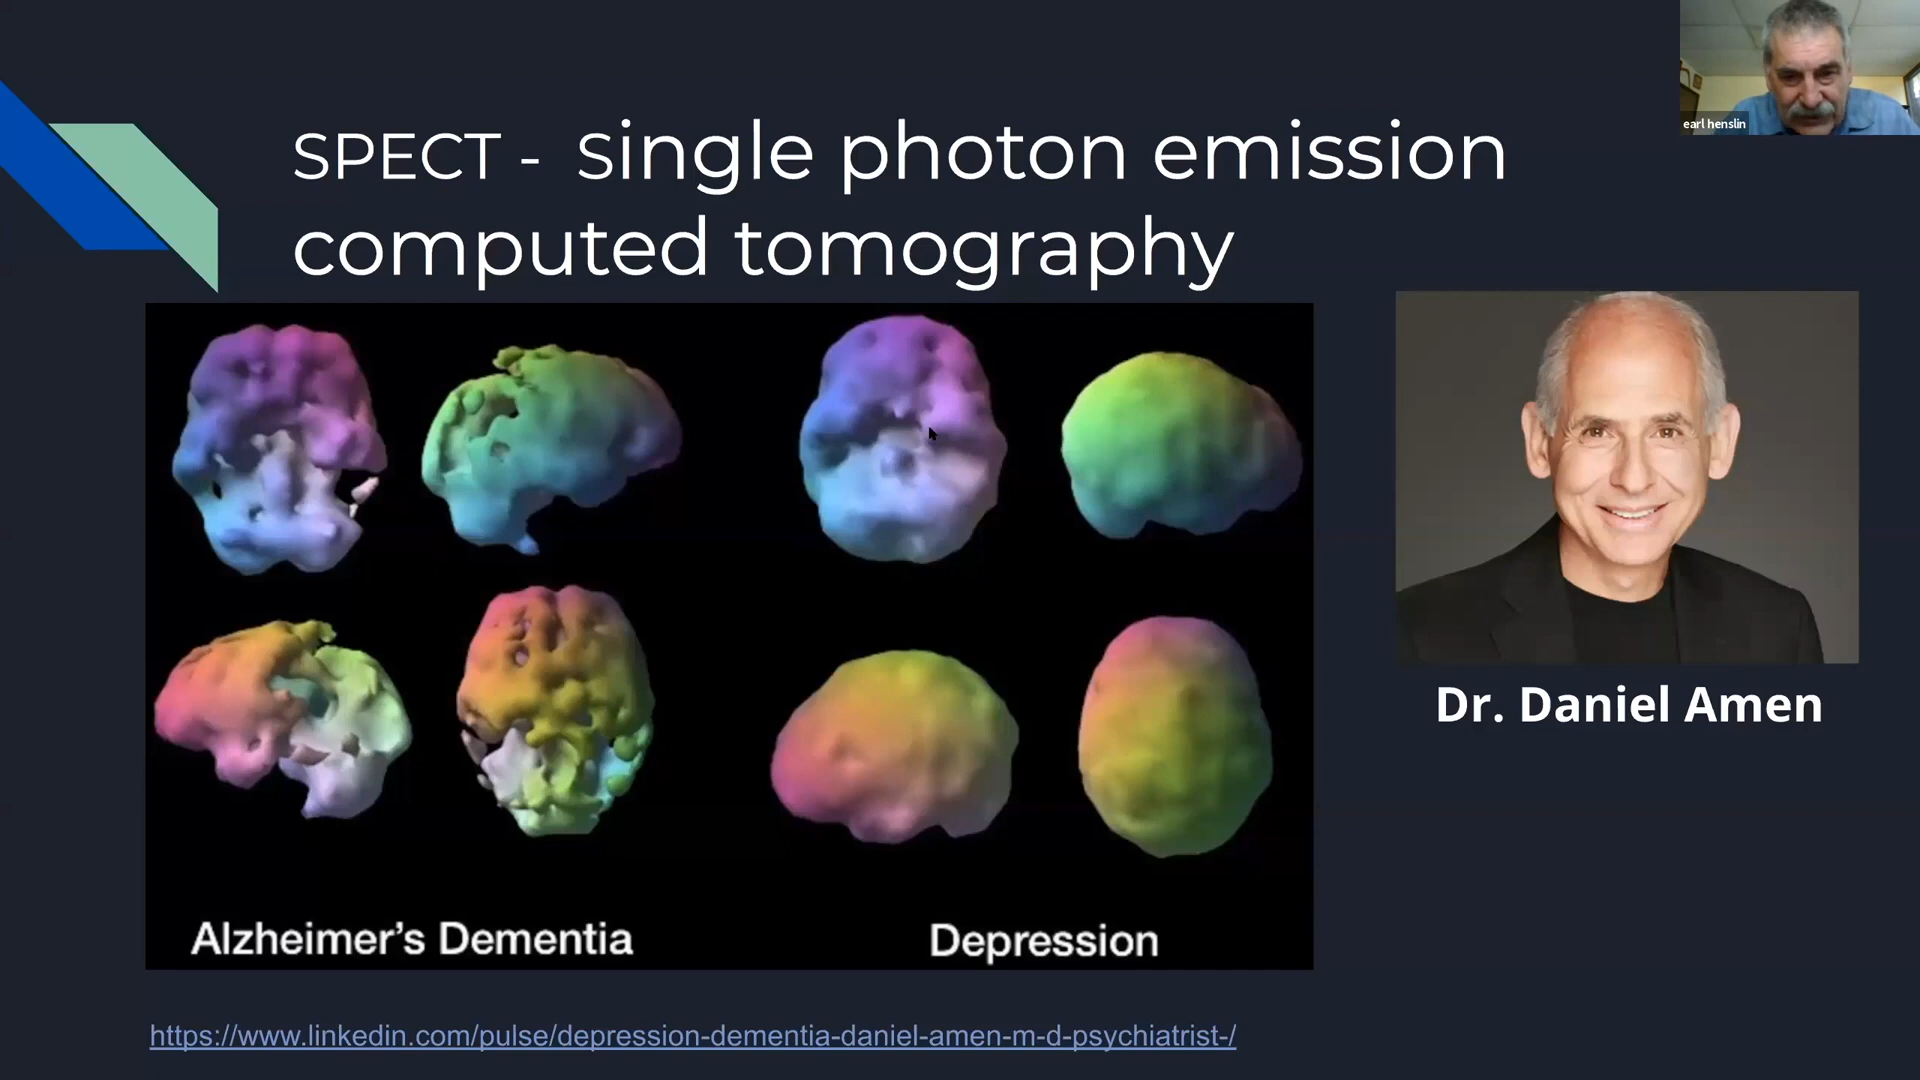 earl henslin
SPECT - Single photon emission
computed tomography
Dr. Daniel Amen
Alzheimer's Dementia
Depression
https://www.linkedin.com/pulse/depression-dementia-daniel-amen-m-d-psychiatrist-/